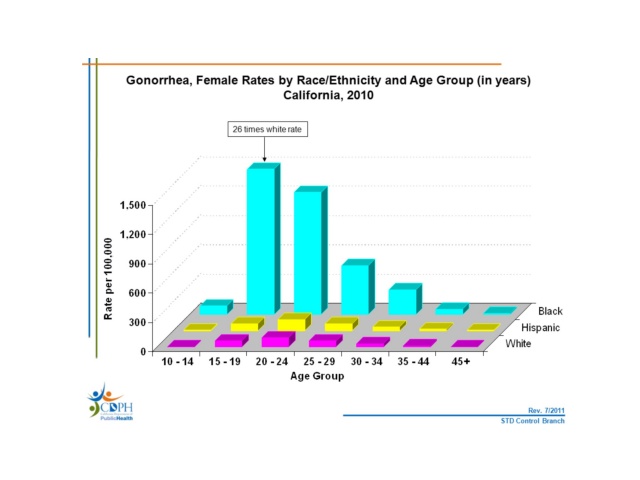 Gonorrhea, Female Rates by Race/Ethnicity and Age Group (in years)
California, 2010
26 times white rate
1,500
1,200
900
600
300
0
Rate per 100,000
Black
Hispanic
White
10 - 14 15 - 19 20 - 24 25 - 29 30 - 34 35 - 44 45+
Age Group
CDPH
PublicHealth
Rev. 7/2011
STD Control Branch